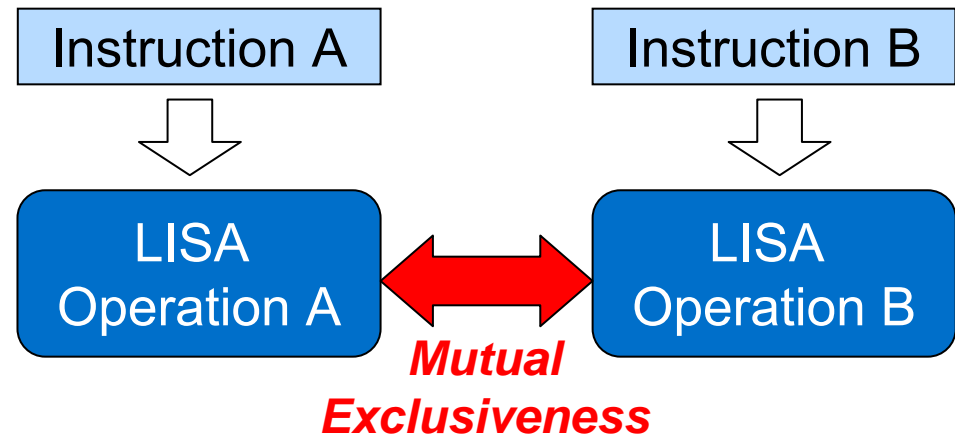 Instruction A
Instruction B
LISA
Operation A
LISA
Operation B
Mutual
Exclusiveness